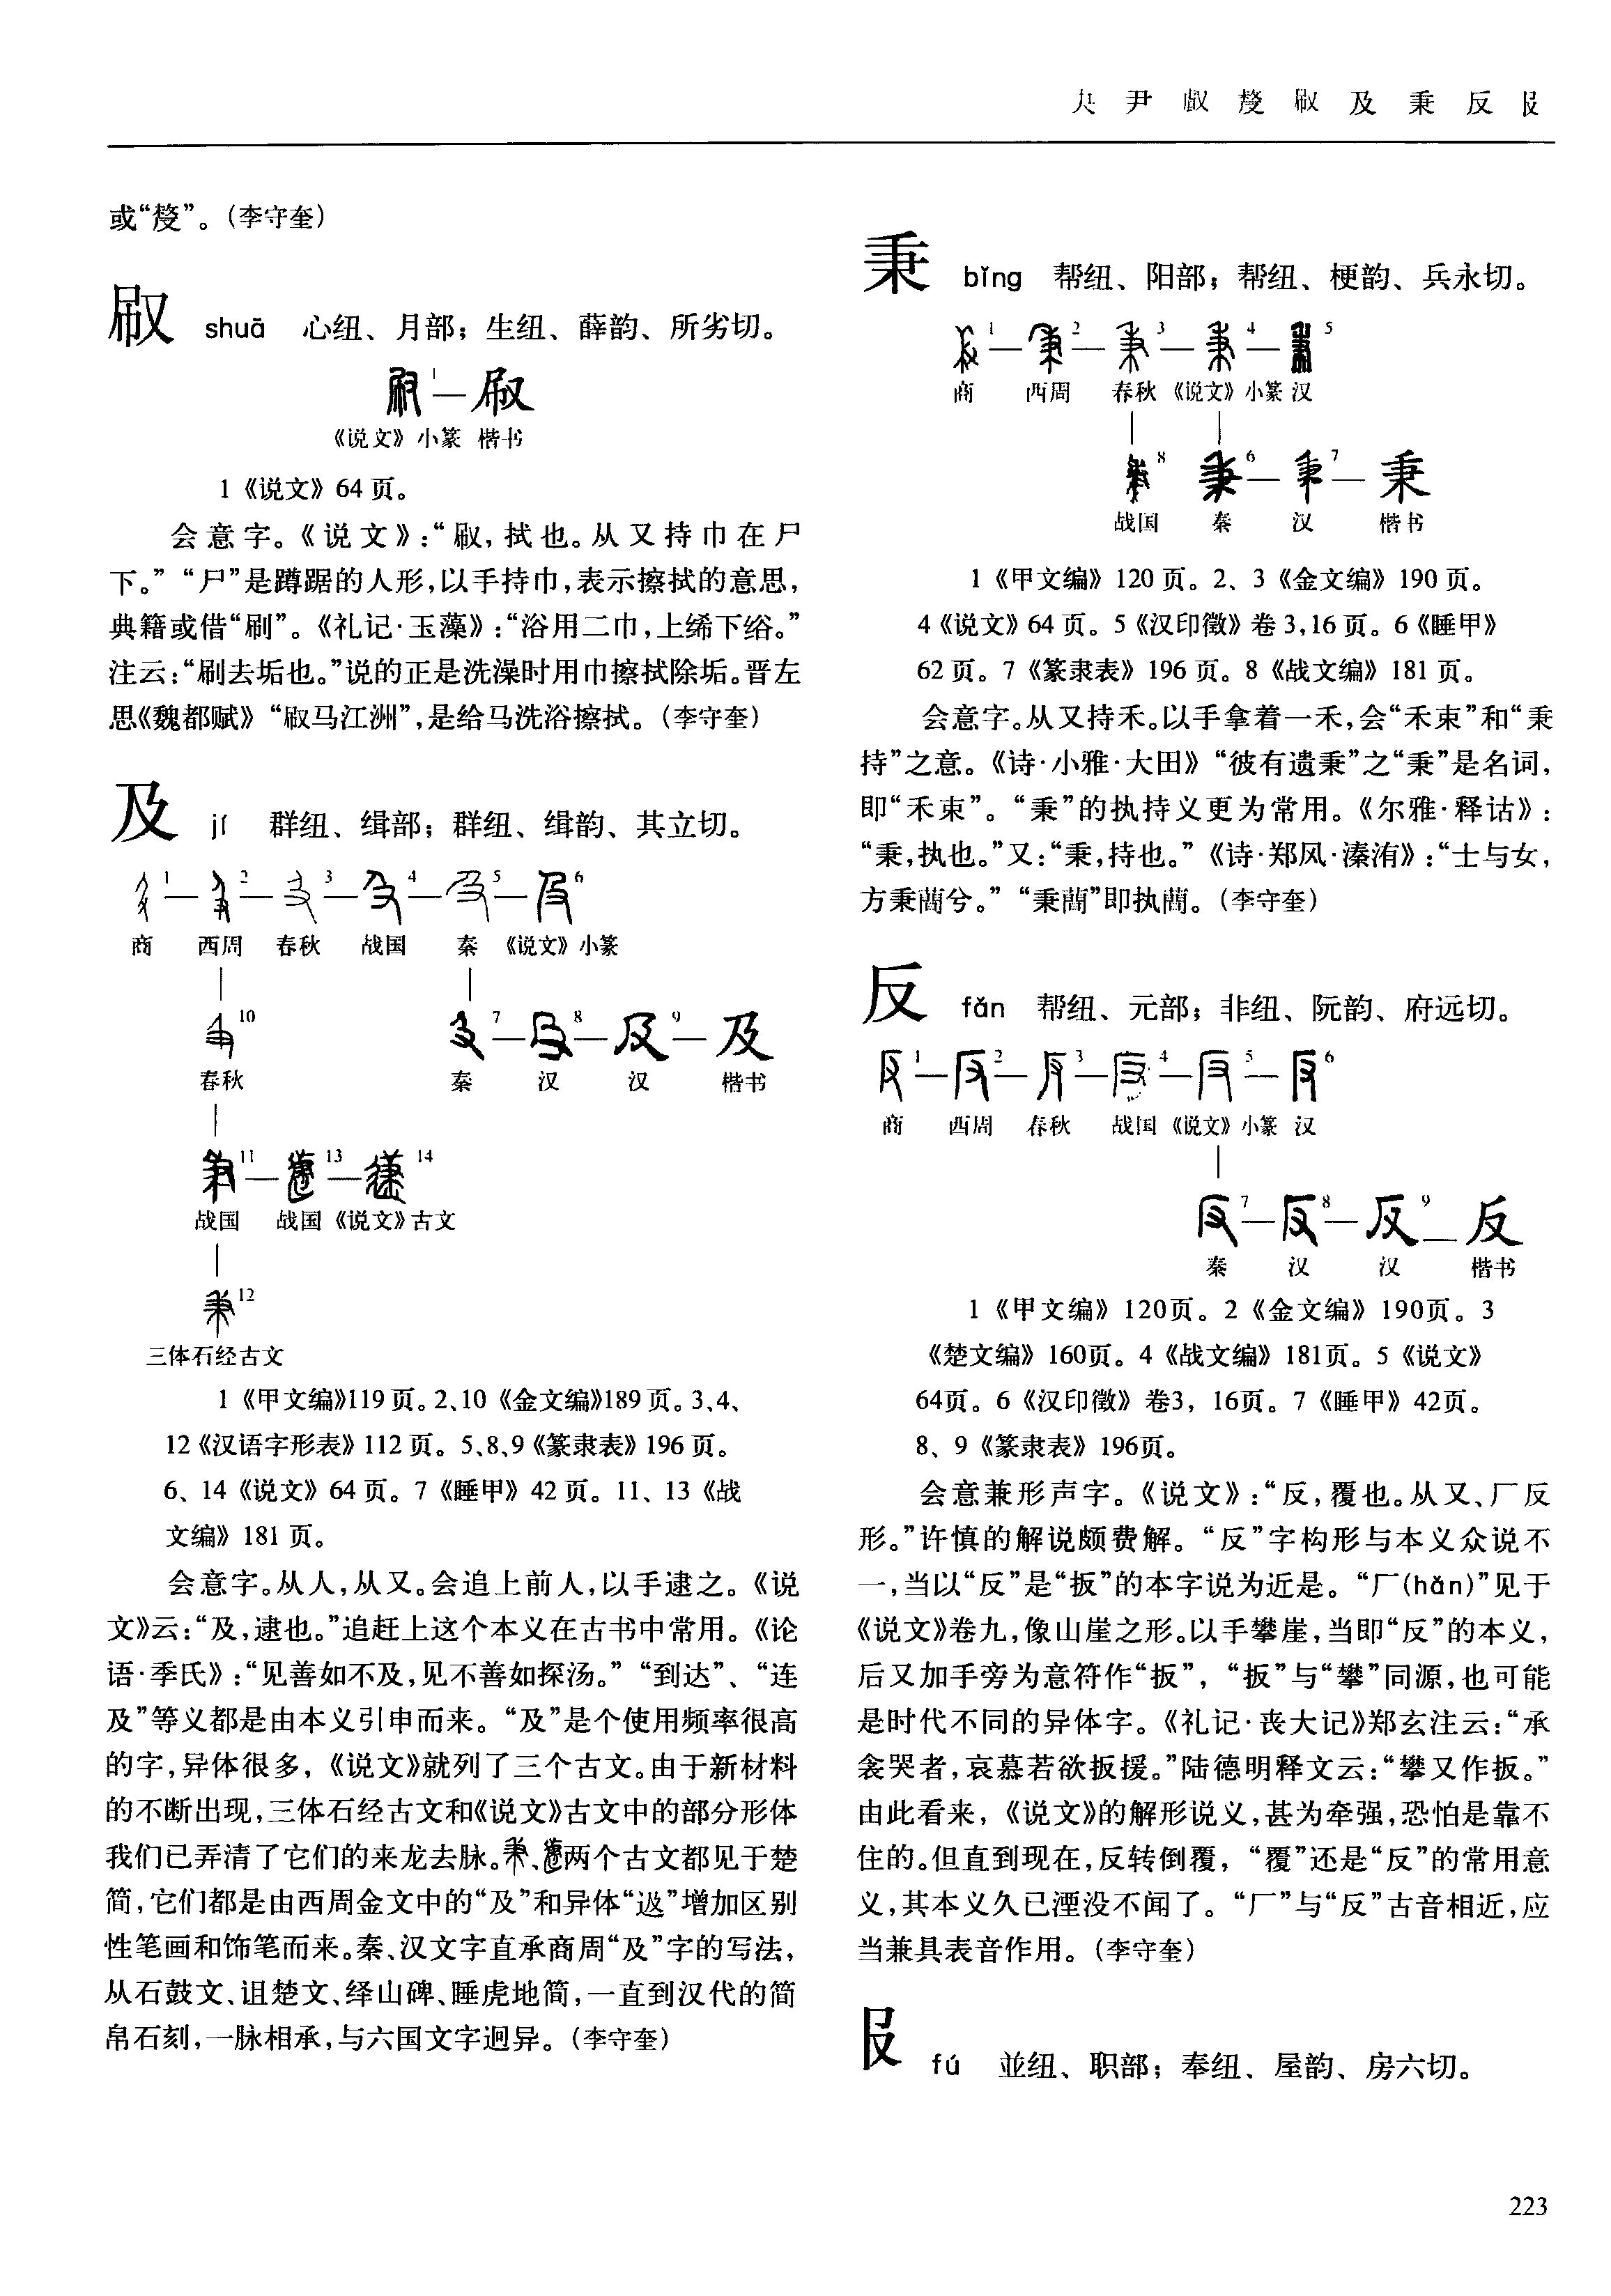 尹 㕞 及 秉 反 𠬝
或“𠭰”。（李守奎）
㕞 shuā 心纽、月部；生纽、薛韵、所劣切。
1—㕞
《说文》小篆 楷书
1《说文》64页。
会意字。《说文》：“㕞，拭也。从又持巾在尸
下。”“尸”是蹲踞的人形，以手持巾，表示擦拭的意思，
典籍或借“刷”。《礼记·玉藻》：“浴用二巾，上𫄨下绤。”
注云：“刷去垢也。”说的正是洗澡时用巾擦拭除垢。晋左
思《魏都赋》“㕞马江洲”，是给马洗浴擦拭。（李守奎）
及 jí 群纽、缉部；群纽、缉韵、其立切。
1—2—3—4—5—6
商 西周 春秋 战国 秦 《说文》小篆
10 7—8—9—及
春秋 秦 汉 汉 楷书
11—13—14
战国 战国《说文》古文
12
三体石经古文
1《甲文编》119页。2、10《金文编》189页。3、4、
12《汉语字形表》112页。5、8、9《篆隶表》196页。
6、14《说文》64页。7《睡甲》42页。11、13《战
文编》181页。
会意字。从人，从又。会追上前人，以手逮之。《说
文》云：“及，逮也。”追赶上这个本义在古书中常用。《论
语·季氏》：“见善如不及，见不善如探汤。”“到达”、“连
及”等义都是由本义引申而来。“及”是个使用频率很高
的字，异体很多，《说文》就列了三个古文。由于新材料
的不断出现，三体石经古文和《说文》古文中的部分形体
我们已弄清了它们的来龙去脉。、两个古文都见于楚
简，它们都是由西周金文中的“及”和异体“彶”增加区别
性笔画和饰笔而来。秦、汉文字直承商周“及”字的写法，
从石鼓文、诅楚文、绎山碑、睡虎地简，一直到汉代的简
帛石刻，一脉相承，与六国文字迥异。（李守奎）
秉 bǐng 帮纽、阳部；帮纽、梗韵、兵永切。
1—2—3—4—5
商 西周 春秋 《说文》小篆 汉
8 6—7—秉
战国 秦 汉 楷书
1《甲文编》120页。2、3《金文编》190页。
4《说文》64页。5《汉印徵》卷3，16页。6《睡甲》
62页。7《篆隶表》196页。8《战文编》181页。
会意字。从又持禾。以手拿着一禾，会“禾束”和“秉
持”之意。《诗·小雅·大田》“彼有遗秉”之“秉”是名词，
即“禾束”。“秉”的执持义更为常用。《尔雅·释诂》：
“秉，执也。”又：“秉，持也。”《诗·郑风·溱洧》：“士与女，
方秉蕳兮。”“秉蕳”即执蕳。（李守奎）
反 fǎn 帮纽、元部；非纽、阮韵、府远切。
1—2—3—4—5—6
商 西周 春秋 战国《说文》小篆 汉
7—8—9—反
秦 汉 汉 楷书
1《甲文编》120页。2《金文编》190页。3
《楚文编》160页。4《战文编》181页。5《说文》
64页。6《汉印徵》卷3，16页。7《睡甲》42页。
8、9《篆隶表》196页。
会意兼形声字。《说文》：“反，覆也。从又、厂反
形。”许慎的解说颇费解。“反”字构形与本义众说不
一，当以“反”是“扳”的本字说为近是。“厂(hǎn)”见于
《说文》卷九，像山崖之形。以手攀崖，当即“反”的本义，
后又加手旁为意符作“扳”，“扳”与“攀”同源，也可能
是时代不同的异体字。《礼记·丧大记》郑玄注云：“承
衾哭者，哀慕若欲扳援。”陆德明释文云：“攀又作扳。”
由此看来，《说文》的解形说义，甚为牵强，恐怕是靠不
住的。但直到现在，反转倒覆，“覆”还是“反”的常用意
义，其本义久已湮没不闻了。“厂”与“反”古音相近，应
当兼具表音作用。（李守奎）
𠬝 fú 並纽、职部；奉纽、屋韵、房六切。
223